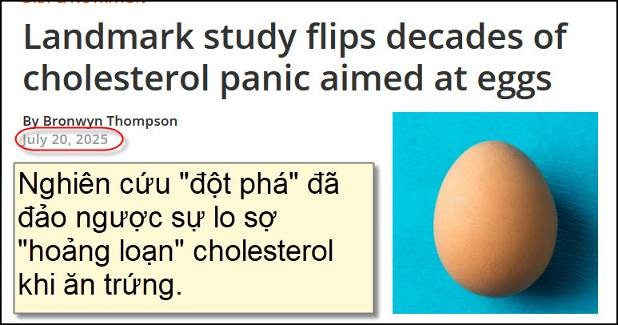 Landmark study flips decades of
cholesterol panic aimed at eggs
By Bronwyn Thompson
July 20, 2025
Nghiên cứu "đột phá" đã
đảo ngược sự lo sợ
"hoảng loạn" cholesterol
khi ăn trứng.